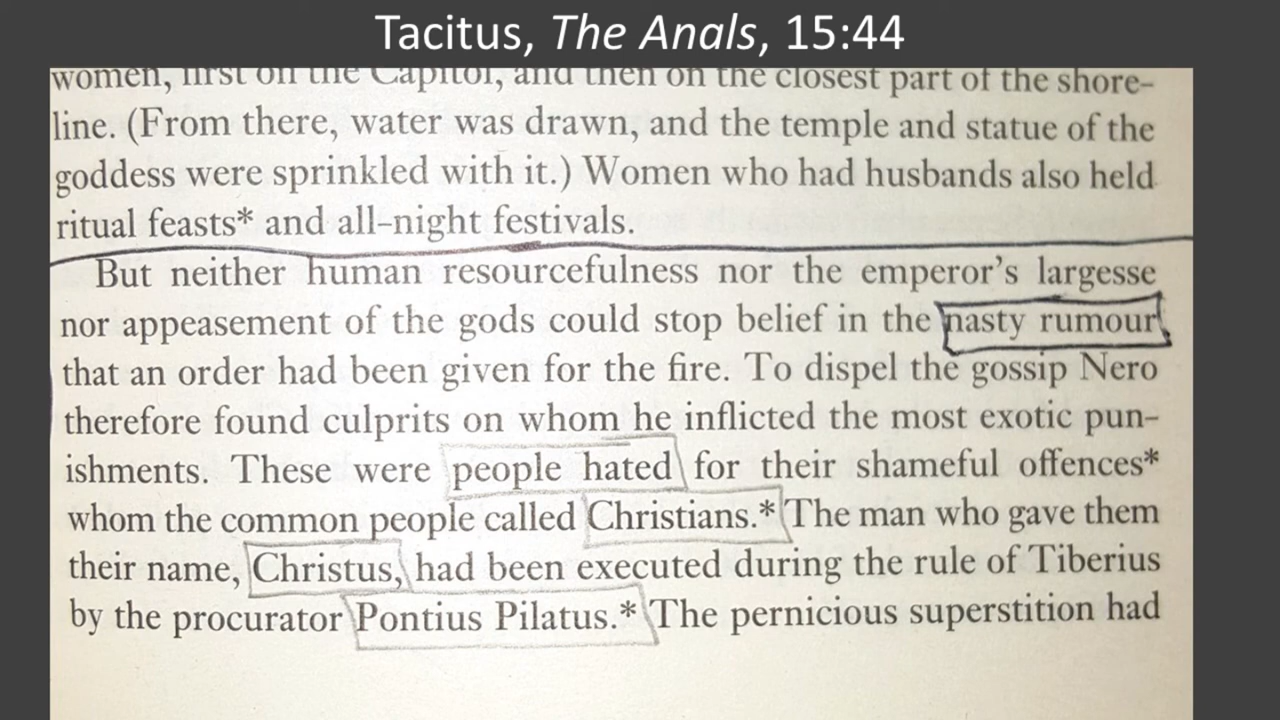 Tacitus, The Anals, 15:44
women, first on the Capitol, and then on the closest part of the shore-
line. (From there, water was drawn, and the temple and statue of the
goddess were sprinkled with it.) Women who had husbands also held
ritual feasts* and all-night festivals.
But neither human resourcefulness nor the emperor's largesse
nor appeasement of the gods could stop belief in the nasty rumour
that an order had been given for the fire. To dispel the gossip Nero
therefore found culprits on whom he inflicted the most exotic pun-
ishments. These were people hated for their shameful offences*
whom the common people called Christians.* The man who gave them
their name, Christus, had been executed during the rule of Tiberius
by the procurator Pontius Pilatus.* The pernicious superstition had